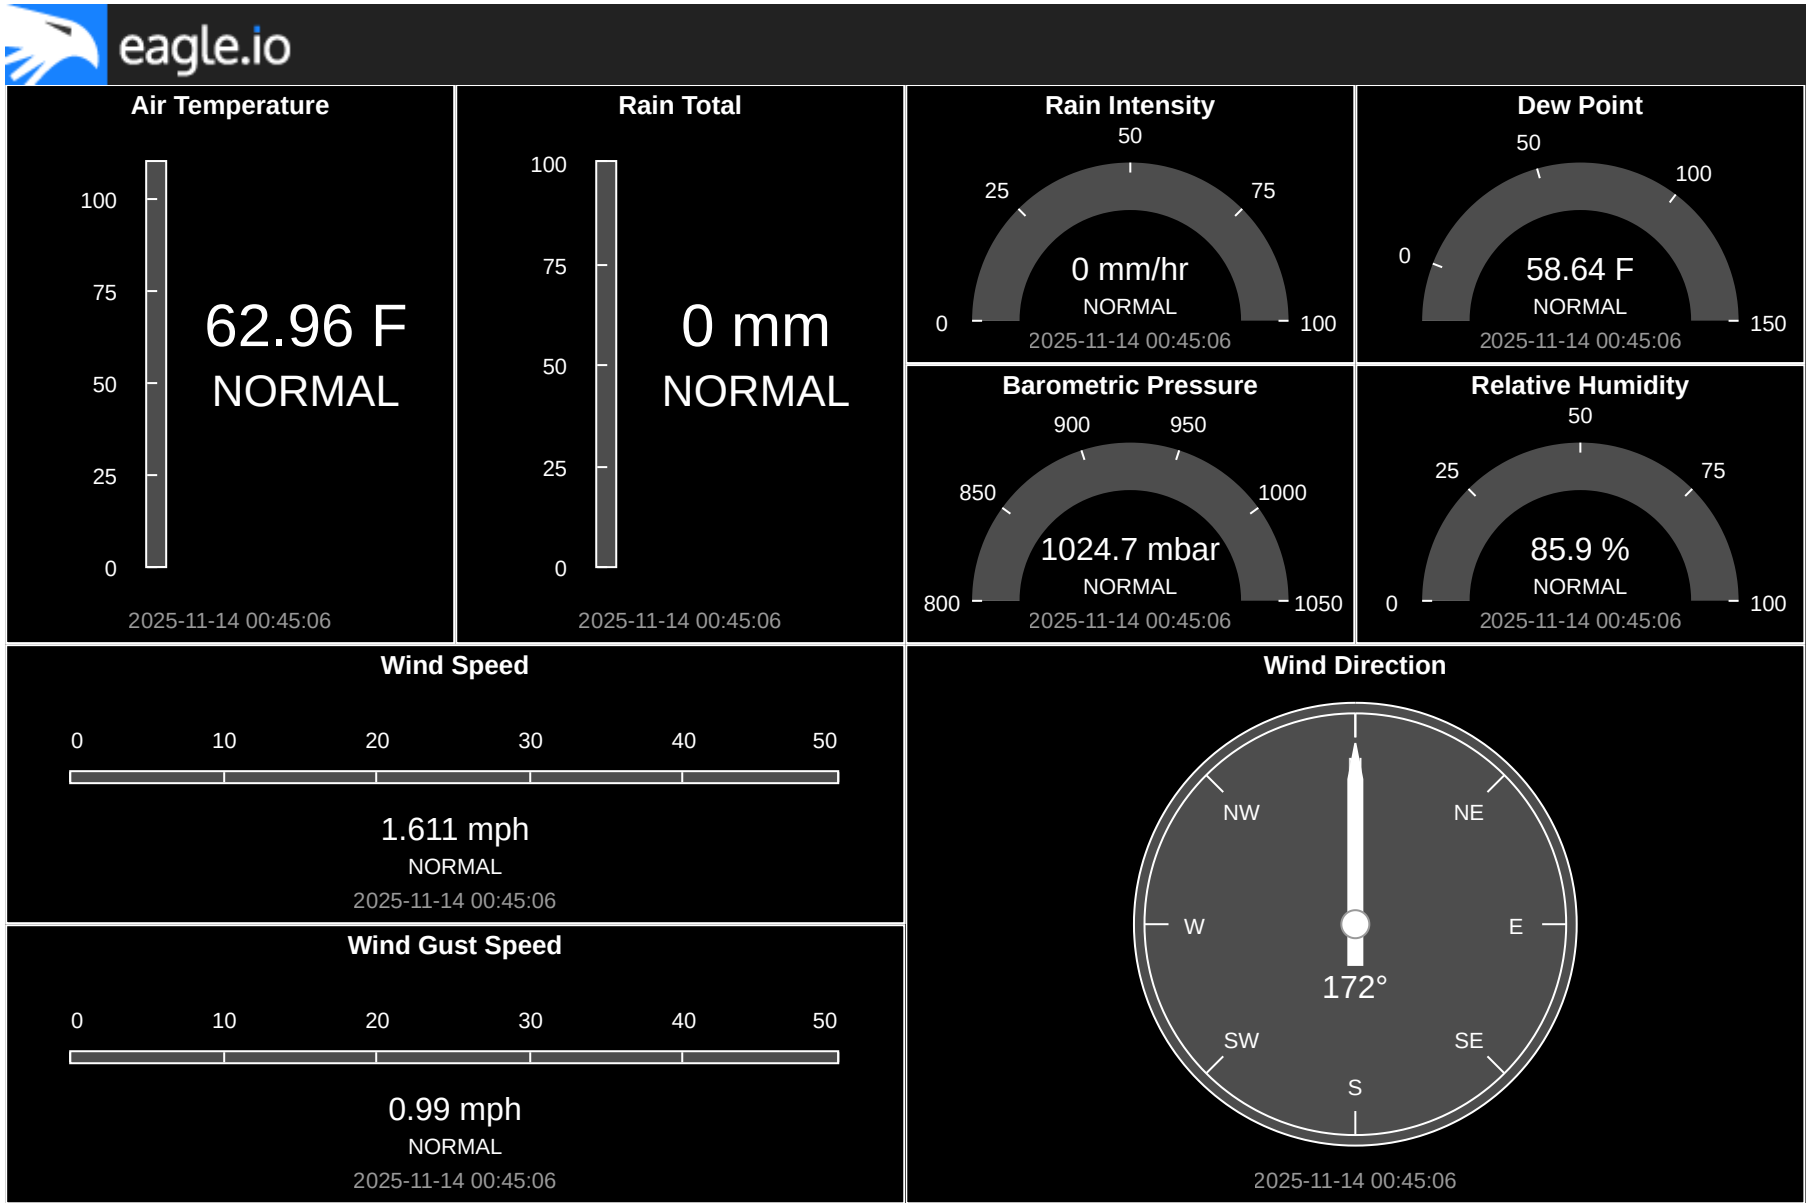 eagle.io
Air Temperature
100
75
50
25
0
62.96 F
NORMAL
2025-11-14 00:45:06
Rain Total
100
75
50
25
0
0 mm
NORMAL
2025-11-14 00:45:06
Rain Intensity
50
25
75
0
100
0 mm/hr
NORMAL
2025-11-14 00:45:06
Dew Point
50
100
0
150
58.64 F
NORMAL
2025-11-14 00:45:06
Barometric Pressure
900
950
850
1000
800
1050
1024.7 mbar
NORMAL
2025-11-14 00:45:06
Relative Humidity
50
25
75
0
100
85.9 %
NORMAL
2025-11-14 00:45:06
Wind Speed
0 10 20 30 40 50
1.611 mph
NORMAL
2025-11-14 00:45:06
Wind Gust Speed
0 10 20 30 40 50
0.99 mph
NORMAL
2025-11-14 00:45:06
Wind Direction
NW NE
W E
172°
SW SE
S
2025-11-14 00:45:06